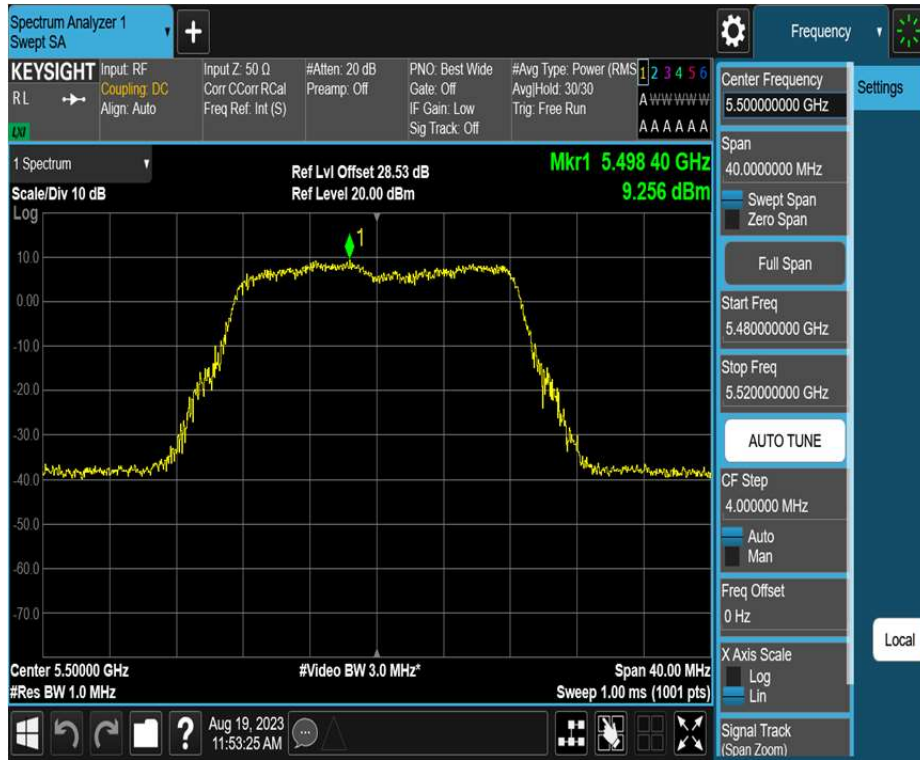 Spectrum Analyzer 1
Swept SA
Frequency
KEYSIGHT
RL
LXI
Input: RF
Coupling: DC
Align: Auto
Input Z: 50 Ω
Corr CCorr RCal
Freq Ref: Int (S)
#Atten: 20 dB
Preamp: Off
PNO: Best Wide
Gate: Off
IF Gain: Low
Sig Track: Off
#Avg Type: Power (RMS
Avg|Hold: 30/30
Trig: Free Run
1 2 3 4 5 6
A W W W W W
A A A A A A
1 Spectrum
Scale/Div 10 dB
Log
Ref Lvl Offset 28.53 dB
Ref Level 20.00 dBm
Mkr1 5.498 40 GHz
9.256 dBm
1
10.0
0.00
-10.0
-20.0
-30.0
-40.0
-50.0
-60.0
-70.0
Center 5.50000 GHz
#Res BW 1.0 MHz
#Video BW 3.0 MHz*
Span 40.00 MHz
Sweep 1.00 ms (1001 pts)
?
Aug 19, 2023
11:53:25 AM
Center Frequency
5.500000000 GHz
Span
40.0000000 MHz
Swept Span
Zero Span
Full Span
Start Freq
5.480000000 GHz
Stop Freq
5.520000000 GHz
AUTO TUNE
CF Step
4.000000 MHz
Auto
Man
Freq Offset
0 Hz
X Axis Scale
Log
Lin
Signal Track
(Span Zoom)
Settings
Local